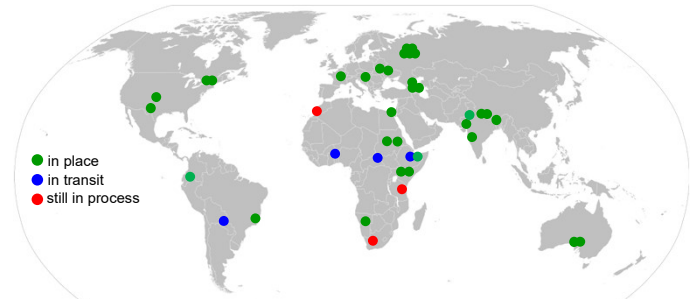 in place
in transit
still in process